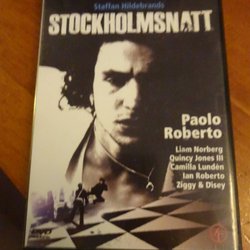 Staffan Hildebrands
STOCKHOLMSNATT
Paolo
Roberto
Liam Norberg
Quincy Jones III
Camilla Lundén
Ian Roberto
Ziggy & Disey